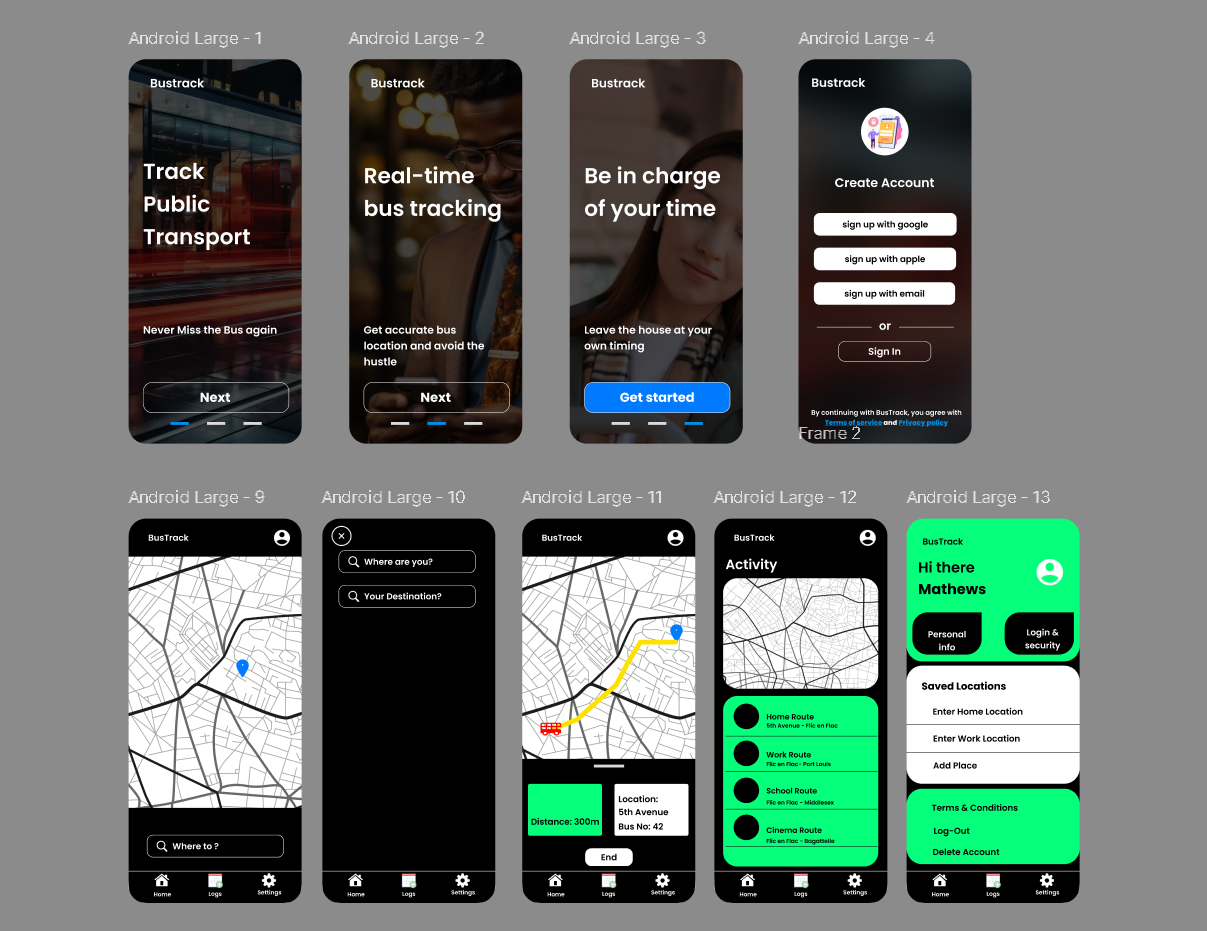 Android Large - 1
Bustrack
Track
Public
Transport
Never Miss the Bus again
Next
Android Large - 2
Bustrack
Real-time
bus tracking
Get accurate bus
location and avoid the
hustle
Next
Android Large - 3
Bustrack
Be in charge
of your time
Leave the house at your
own timing
Get started
Android Large - 4
Bustrack
Create Account
sign up with google
sign up with apple
sign up with email
or
Sign In
By continuing with BusTrack, you agree with
Terms of service and Privacy policy
Frame 2
Android Large - 9
BusTrack
Where to ?
Home
Logs
Settings
Android Large - 10
Where are you?
Your Destination?
Home
Logs
Settings
Android Large - 11
BusTrack
Distance: 300m
Location:
5th Avenue
Bus No: 42
End
Home
Logs
Settings
Android Large - 12
BusTrack
Activity
Home Route
5th Avenue - Flic en Flac
Work Route
Flic en Flac- Port Louis
School Route
Flic en Flac - Middlesex
Cinema Route
Flic en Flac - Bagattelle
Home
Logs
Settings
Android Large - 13
BusTrack
Hi there
Mathews
Personal
info
Login &
security
Saved Locations
Enter Home Location
Enter Work Location
Add Place
Terms & Conditions
Log-Out
Delete Account
Home
Logs
Settings